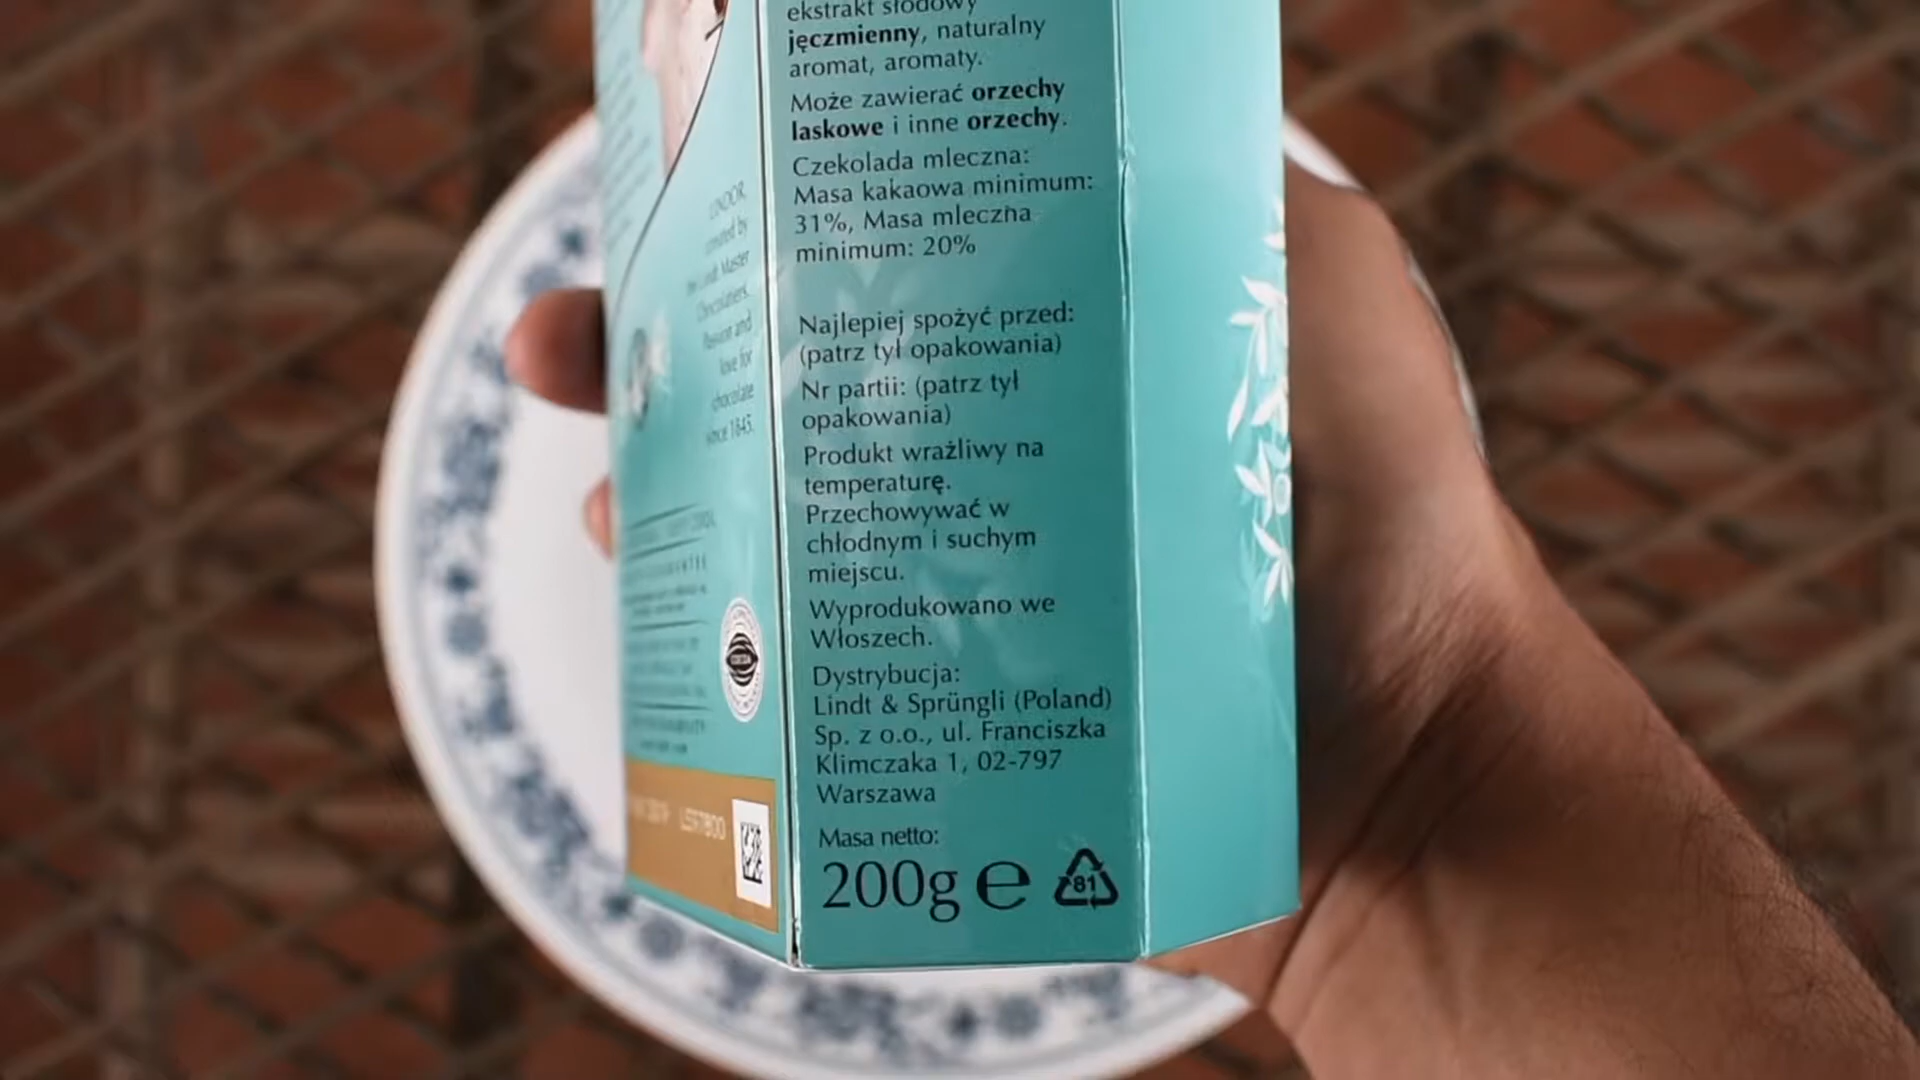 ekstrakt słodowy
jęczmienny, naturalny
aromat, aromaty.
Może zawierać orzechy
laskowe i inne orzechy.
Czekolada mleczna:
Masa kakaowa minimum:
31%, Masa mleczna
minimum: 20%
Najlepiej spożyć przed:
(patrz tył opakowania)
Nr partii: (patrz tył
opakowania)
Produkt wrażliwy na
temperaturę.
Przechowywać w
chłodnym i suchym
miejscu.
Wyprodukowano we
Włoszech.
Dystrybucja:
Lindt & Sprüngli (Poland)
Sp. z o.o., ul. Franciszka
Klimczaka 1, 02-797
Warszawa
Masa netto:
200g ℮
81
LINDOR,
created by
the Lindt Master
Chocolatiers.
Passion and
love for
chocolate
since 1845.